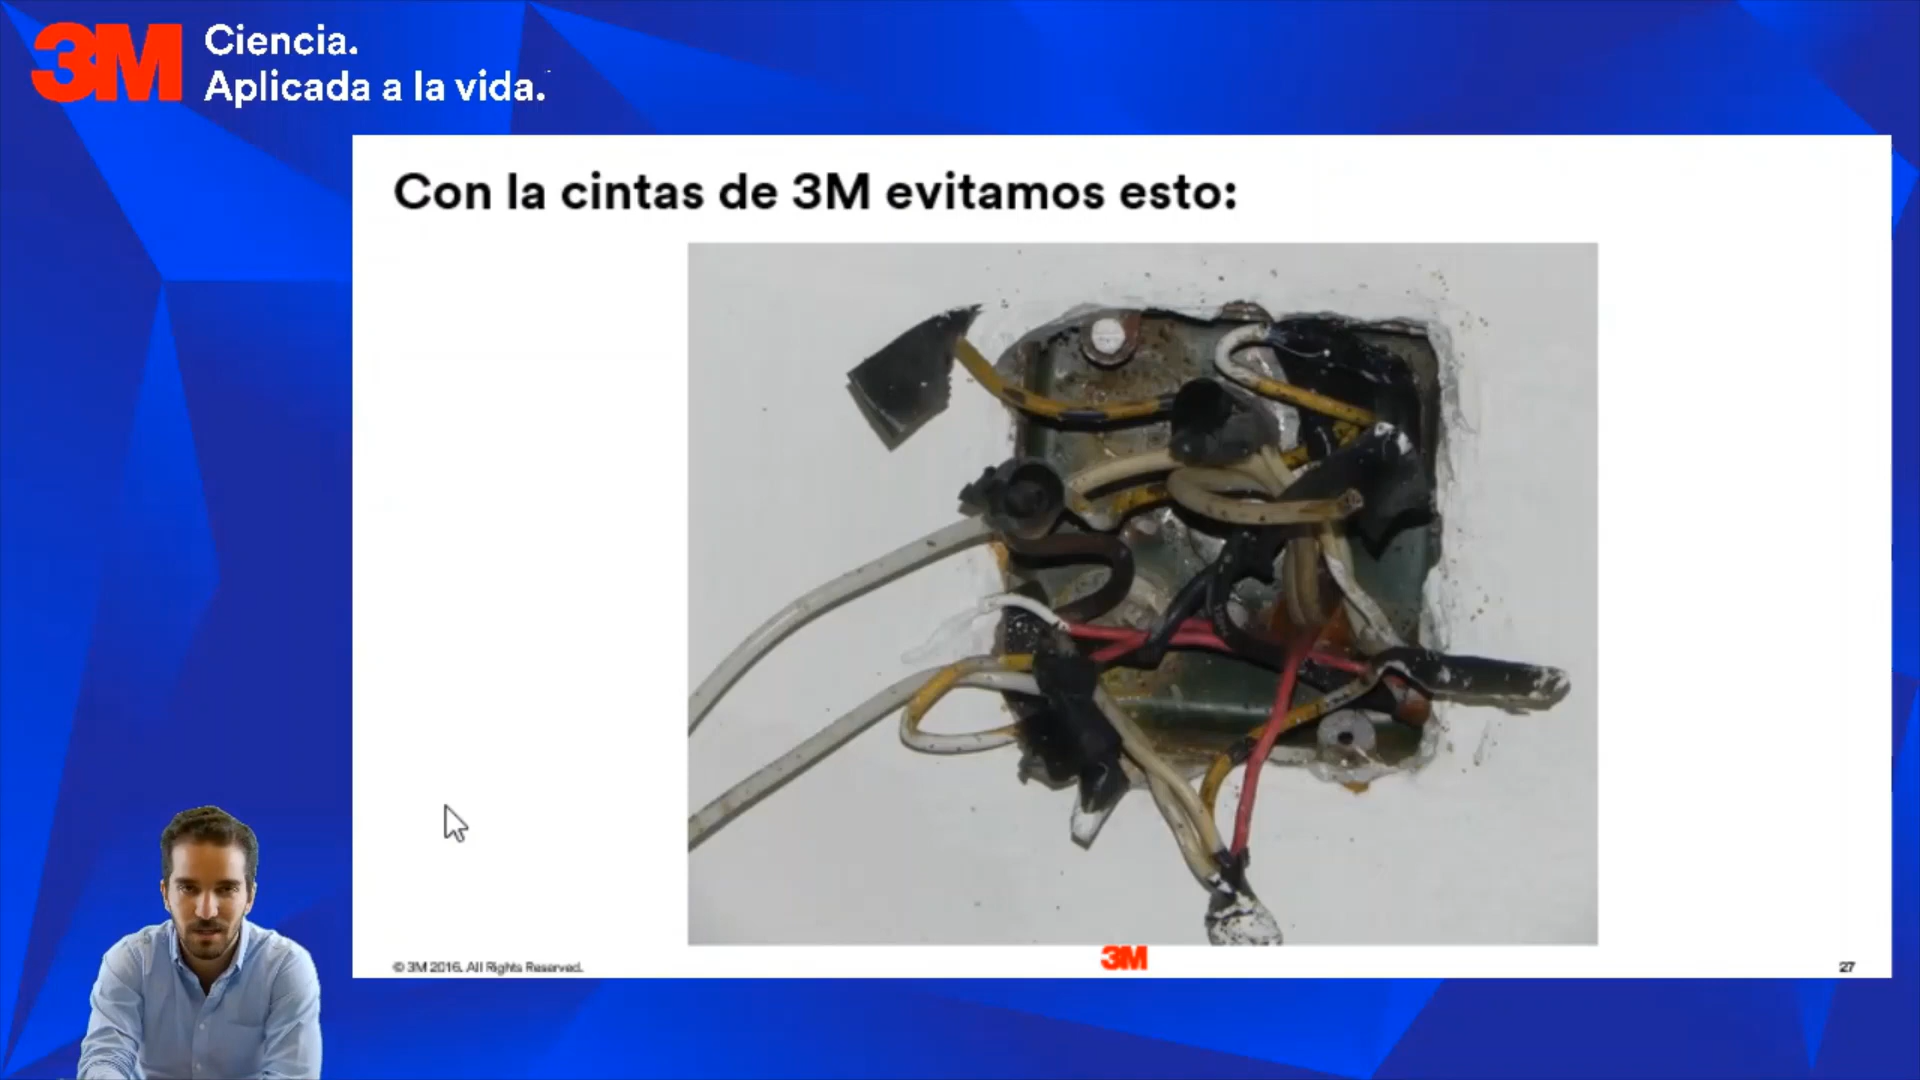 3M Ciencia.
Aplicada a la vida.
Con la cintas de 3M evitamos esto:
© 3M 2016. All Rights Reserved.
3M
27